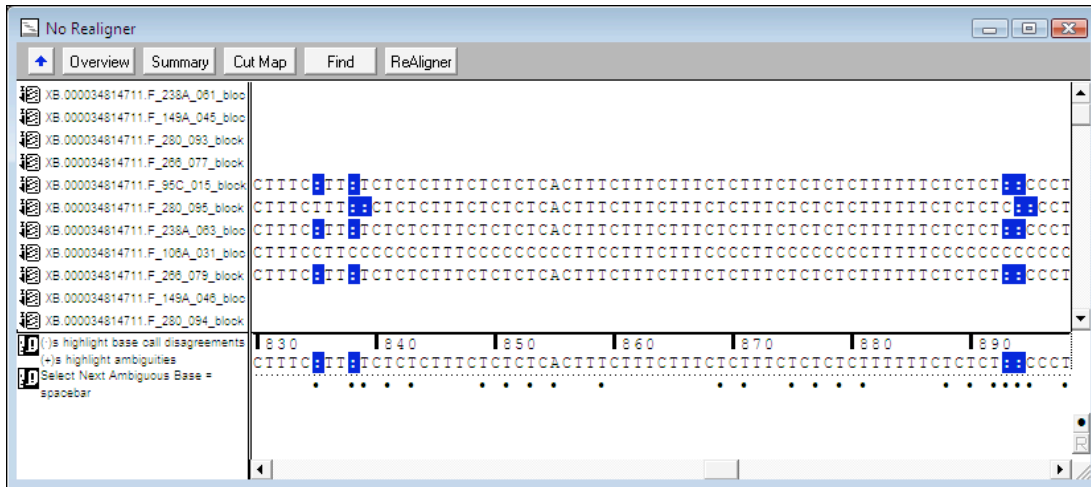 No Realigner
Overview Summary Cut Map Find ReAligner
XB.000034814711.F_238A_061_bloc
XB.000034814711.F_149A_045_bloc
XB.000034814711.F_280_093_block
XB.000034814711.F_266_077_block
XB.000034814711.F_95C_015_block CTTTC:TT:TCTCTCTTTCTCTCTCACTTTCTTTCTTTCTCTTTCTCTCTCTTTTTTCTCTCT::CCCT
XB.000034814711.F_280_095_block CTTTCTTT::CTCTCTTTCTCTCTCACTTTCTTTCTTTCTCTTTCTCTCTCTTTTTTCTCTCTC::CCT
XB.000034814711.F_238A_063_bloc CTTTC:TT:TCTCTCTTTCTCTCTCACTTTCTTTCTTTCTCTTTCTCTCTCTTTTTTCTCTCT::CCCT
XB.000034814711.F_106A_031_bloc CTTTCCTTCCCCCCCTTTCCCCCCCCCTTCCTTTCTTTCCCCTTTCCCCCCCTTTTTCCCCCCCCCCCC
XB.000034814711.F_266_079_block CTTTC:TT:TCTCTCTTTCTCTCTCACTTTCTTTCTTTCTCTTTCTCTCTCTTTTTTCTCTCT::CCCT
XB.000034814711.F_149A_046_bloc
XB.000034814711.F_280_094_block
(·)s highlight base call disagreements
(+)s highlight ambiguities
Select Next Ambiguous Base =
spacebar
830 840 850 860 870 880 890
CTTTC:TT:TCTCTCTTTCTCTCTCACTTTCTTTCTTTCTCTTTCTCTCTCTTTTTTCTCTCT::CCCT
R